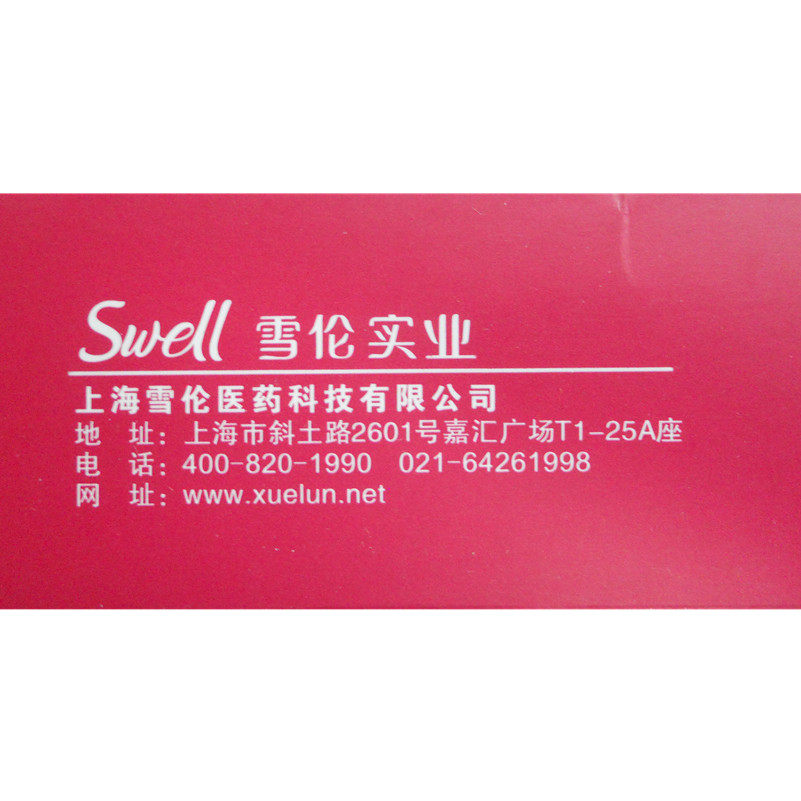 Swell 雪伦实业
上海雪伦医药科技有限公司
地 址：上海市斜土路2601号嘉汇广场T1-25A座
电 话：400-820-1990 021-64261998
网 址：www.xuelun.net